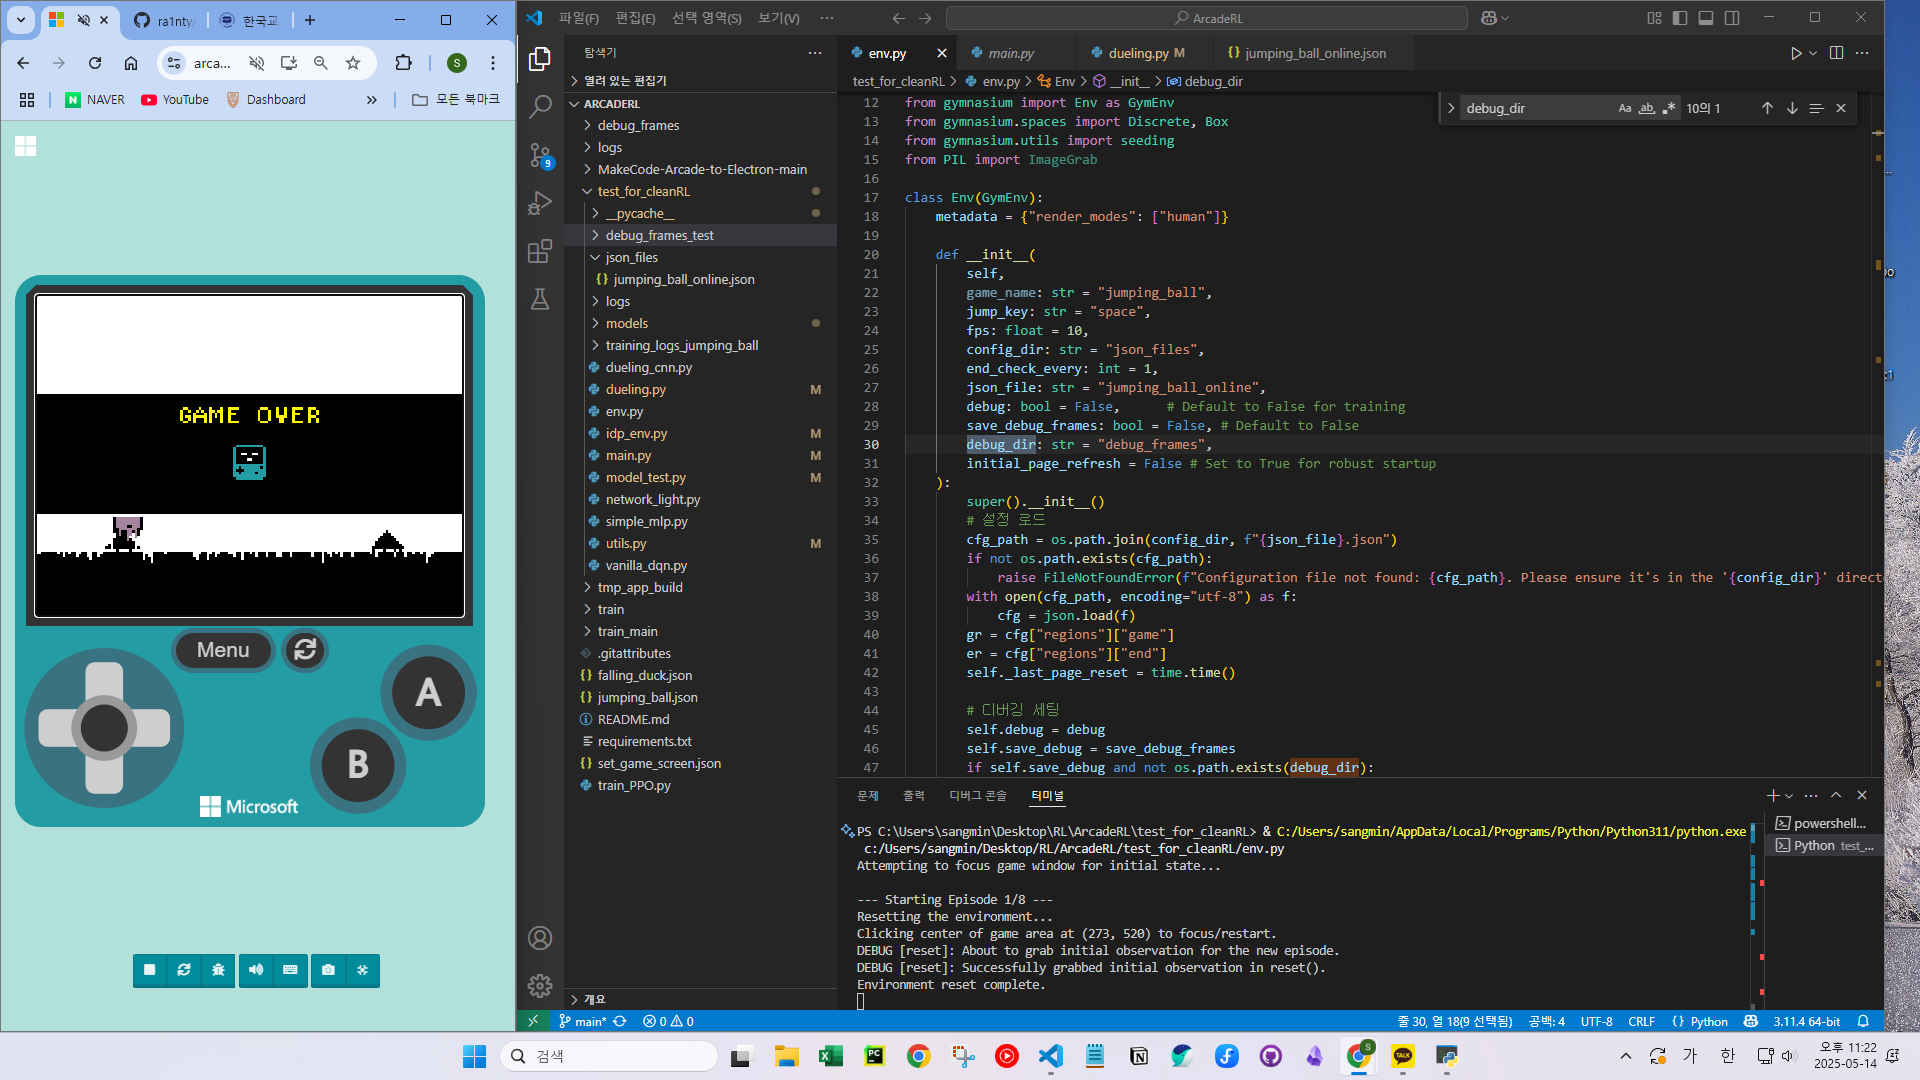 ra1nty/
한국교
arca...
NAVER
YouTube
Dashboard
모든 북마크
GAME OVER
Menu
A
B
Microsoft
파일(F)
편집(E)
선택 영역(S)
보기(V)
ArcadeRL
탐색기
열려 있는 편집기
ARCADERL
debug_frames
logs
MakeCode-Arcade-to-Electron-main
test_for_cleanRL
__pycache__
debug_frames_test
json_files
jumping_ball_online.json
logs
models
training_logs_jumping_ball
dueling_cnn.py
dueling.py M
env.py
idp_env.py M
main.py M
model_test.py M
network_light.py
simple_mlp.py
utils.py M
vanilla_dqn.py
tmp_app_build
train
train_main
.gitattributes
falling_duck.json
jumping_ball.json
README.md
requirements.txt
set_game_screen.json
train_PPO.py
개요
9
env.py
main.py
dueling.py M
jumping_ball_online.json
test_for_cleanRL > env.py > Env > __init__ > debug_dir
debug_dir
Aa
ab
10의 1
12 from gymnasium import Env as GymEnv
13 from gymnasium.spaces import Discrete, Box
14 from gymnasium.utils import seeding
15 from PIL import ImageGrab
16
17 class Env(GymEnv):
18 metadata = {"render_modes": ["human"]}
19
20 def __init__(
21 self,
22 game_name: str = "jumping_ball",
23 jump_key: str = "space",
24 fps: float = 10,
25 config_dir: str = "json_files",
26 end_check_every: int = 1,
27 json_file: str = "jumping_ball_online",
28 debug: bool = False, # Default to False for training
29 save_debug_frames: bool = False, # Default to False
30 debug_dir: str = "debug_frames",
31 initial_page_refresh = False # Set to True for robust startup
32 ):
33 super().__init__()
34 # 설정 로드
35 cfg_path = os.path.join(config_dir, f"{json_file}.json")
36 if not os.path.exists(cfg_path):
37 raise FileNotFoundError(f"Configuration file not found: {cfg_path}. Please ensure it's in the '{config_dir}' direct
38 with open(cfg_path, encoding="utf-8") as f:
39 cfg = json.load(f)
40 gr = cfg["regions"]["game"]
41 er = cfg["regions"]["end"]
42 self._last_page_reset = time.time()
43
44 # 디버깅 세팅
45 self.debug = debug
46 self.save_debug = save_debug_frames
47 if self.save_debug and not os.path.exists(debug_dir):
문제
출력
디버그 콘솔
터미널
PS C:\Users\sangmin\Desktop\RL\ArcadeRL\test_for_cleanRL> & C:/Users/sangmin/AppData/Local/Programs/Python/Python311/python.exe
c:/Users/sangmin/Desktop/RL/ArcadeRL/test_for_cleanRL/env.py
Attempting to focus game window for initial state...
--- Starting Episode 1/8 ---
Resetting the environment...
Clicking center of game area at (273, 520) to focus/restart.
DEBUG [reset]: About to grab initial observation for the new episode.
DEBUG [reset]: Successfully grabbed initial observation in reset().
Environment reset complete.
powershell...
Python test_...
main*
0 0
줄 30, 열 18(9 선택됨)
공백: 4
UTF-8
CRLF
{ } Python
3.11.4 64-bit
검색
가
한
오후 11:22
2025-05-14